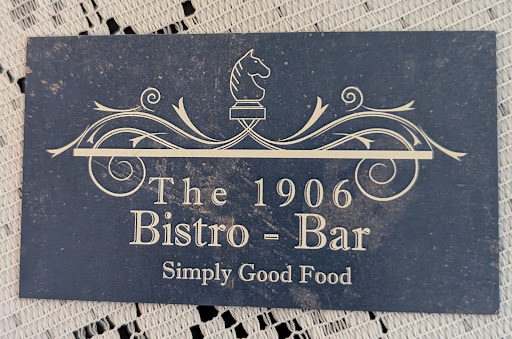 The 1906
Bistro - Bar
Simply Good Food